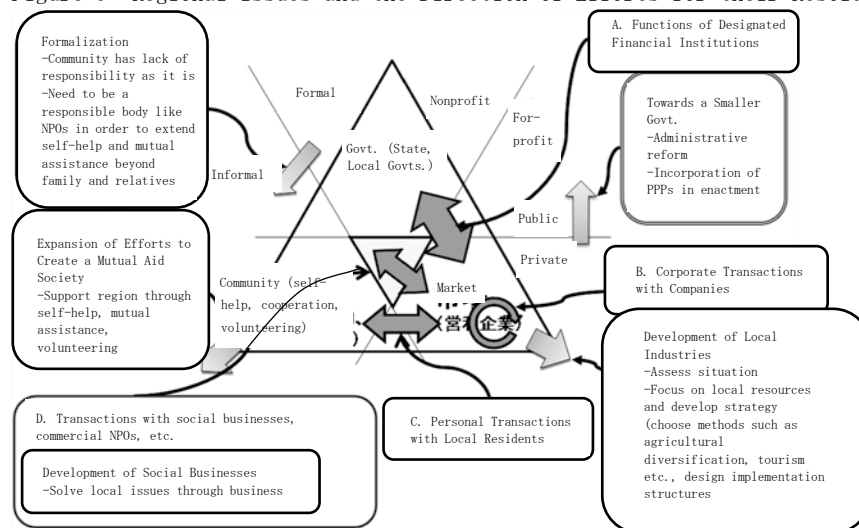 Formalization
-Community has lack of
responsibility as it is
-Need to be a
responsible body like
NPOs in order to extend
self-help and mutual
assistance beyond
family and relatives
A. Functions of Designated
Financial Institutions
Formal
Nonprofit
For-
profit
Govt. (State,
Local Govts.)
Informal
Towards a Smaller
Govt.
-Administrative
reform
-Incorporation of
PPPs in enactment
Public
Private
Expansion of Efforts to
Create a Mutual Aid
Society
-Support region through
self-help, mutual
assistance,
volunteering
Community (self-
help, cooperation,
volunteering)
Market
(営利企業)
B. Corporate Transactions
with Companies
Development of Local
Industries
-Assess situation
-Focus on local resources
and develop strategy
(choose methods such as
agricultural
diversification, tourism
etc., design implementation
structures
D. Transactions with social businesses,
commercial NPOs, etc.
Development of Social Businesses
-Solve local issues through business
C. Personal Transactions
with Local Residents